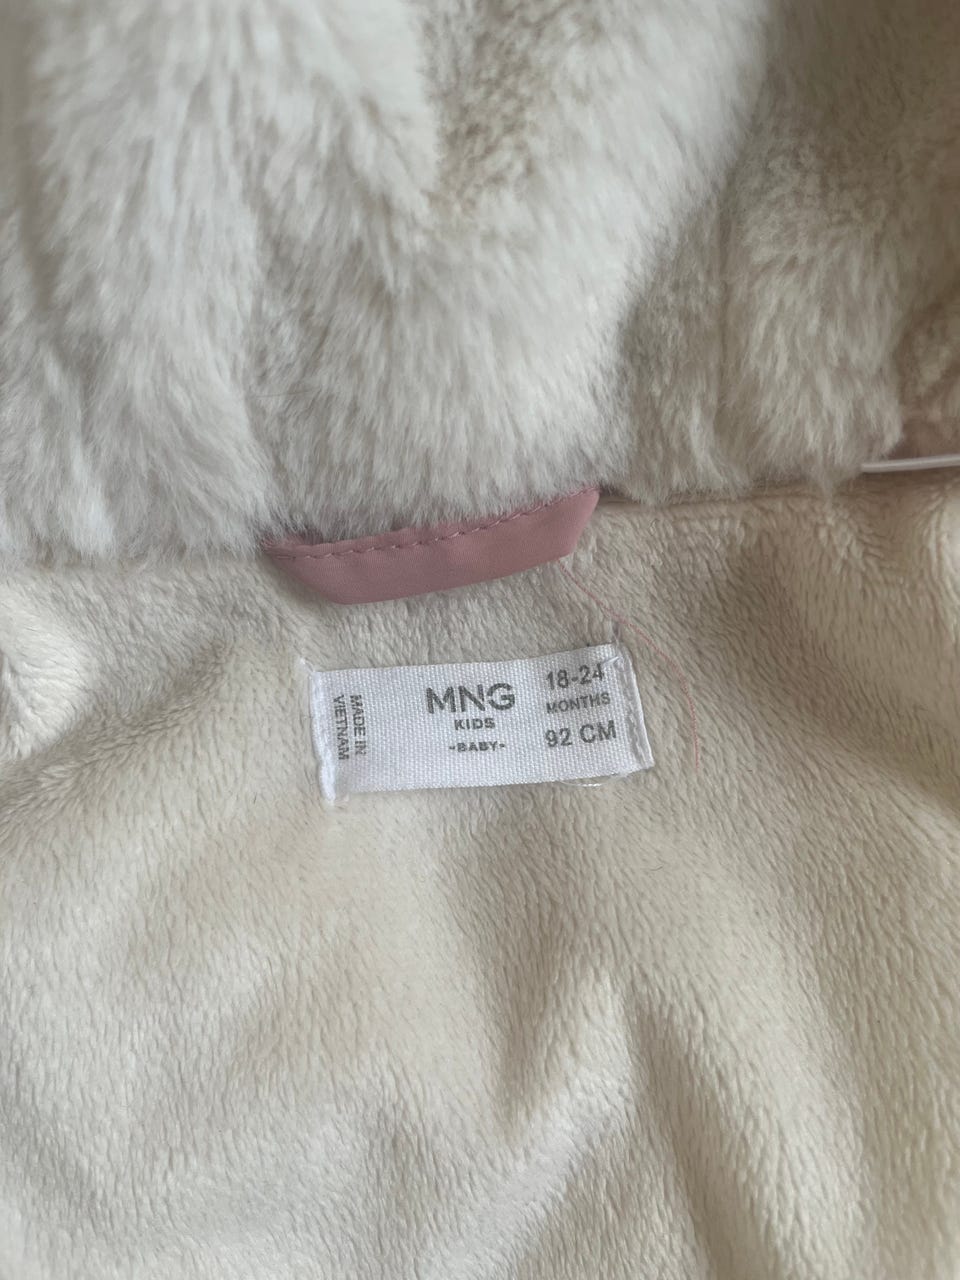 MADE IN
VIETNAM
MNG
KIDS
-BABY-
18-24
MONTHS
92 CM